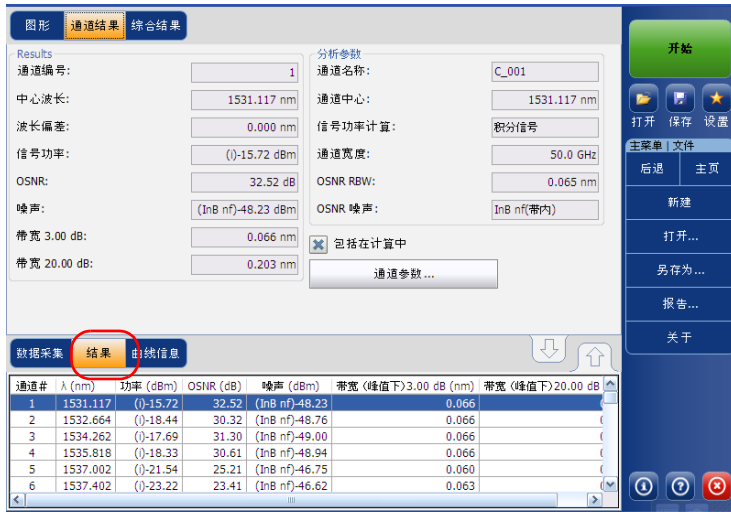 图形 通道结果 综合结果
Results
通道编号: 1
中心波长: 1531.117 nm
波长偏差: 0.000 nm
信号功率: (i)-15.72 dBm
OSNR: 32.52 dB
噪声: (InB nf)-48.23 dBm
带宽 3.00 dB: 0.066 nm
带宽 20.00 dB: 0.203 nm
分析参数
通道名称: C_001
通道中心: 1531.117 nm
信号功率计算: 积分信号
通道宽度: 50.0 GHz
OSNR RBW: 0.065 nm
OSNR 噪声: InB nf(带内)
包括在计算中
通道参数...
数据采集 结果 曲线信息
通道# λ (nm) 功率 (dBm) OSNR (dB) 噪声 (dBm) 带宽 (峰值下)3.00 dB (nm) 带宽 (峰值下)20.00 dB
1 1531.117 (i)-15.72 32.52 (InB nf)-48.23 0.066
2 1532.664 (i)-18.44 30.32 (InB nf)-48.76 0.066
3 1534.262 (i)-17.69 31.30 (InB nf)-49.00 0.066
4 1535.818 (i)-18.33 30.61 (InB nf)-48.94 0.066
5 1537.002 (i)-21.54 25.21 (InB nf)-46.75 0.060
6 1537.402 (i)-23.22 23.41 (InB nf)-46.62 0.063
开始
打开 保存 设置
主菜单 | 文件
后退 主页
新建
打开...
另存为...
报告...
关于